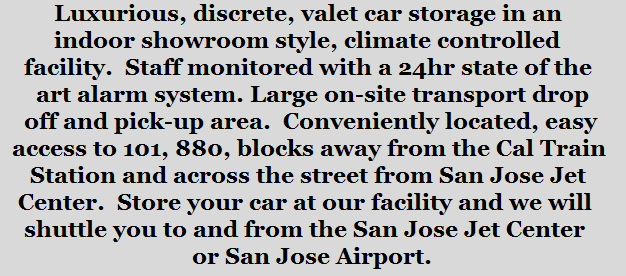 Luxurious, discrete, valet car storage in an
indoor showroom style, climate controlled
facility.  Staff monitored with a 24hr state of the
art alarm system. Large on-site transport drop
off and pick-up area.  Conveniently located, easy
access to 101, 880, blocks away from the Cal Train
Station and across the street from San Jose Jet
Center.  Store your car at our facility and we will
shuttle you to and from the San Jose Jet Center
or San Jose Airport.